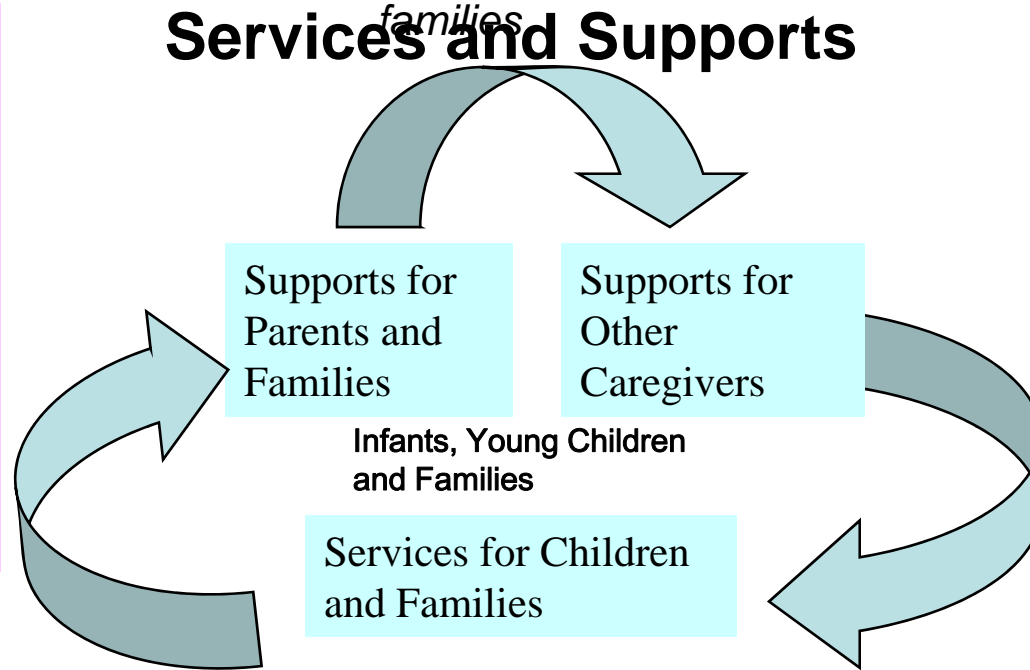 families
Services and Supports
Supports for
Parents and
Families
Supports for
Other
Caregivers
Infants, Young Children
and Families
Services for Children
and Families